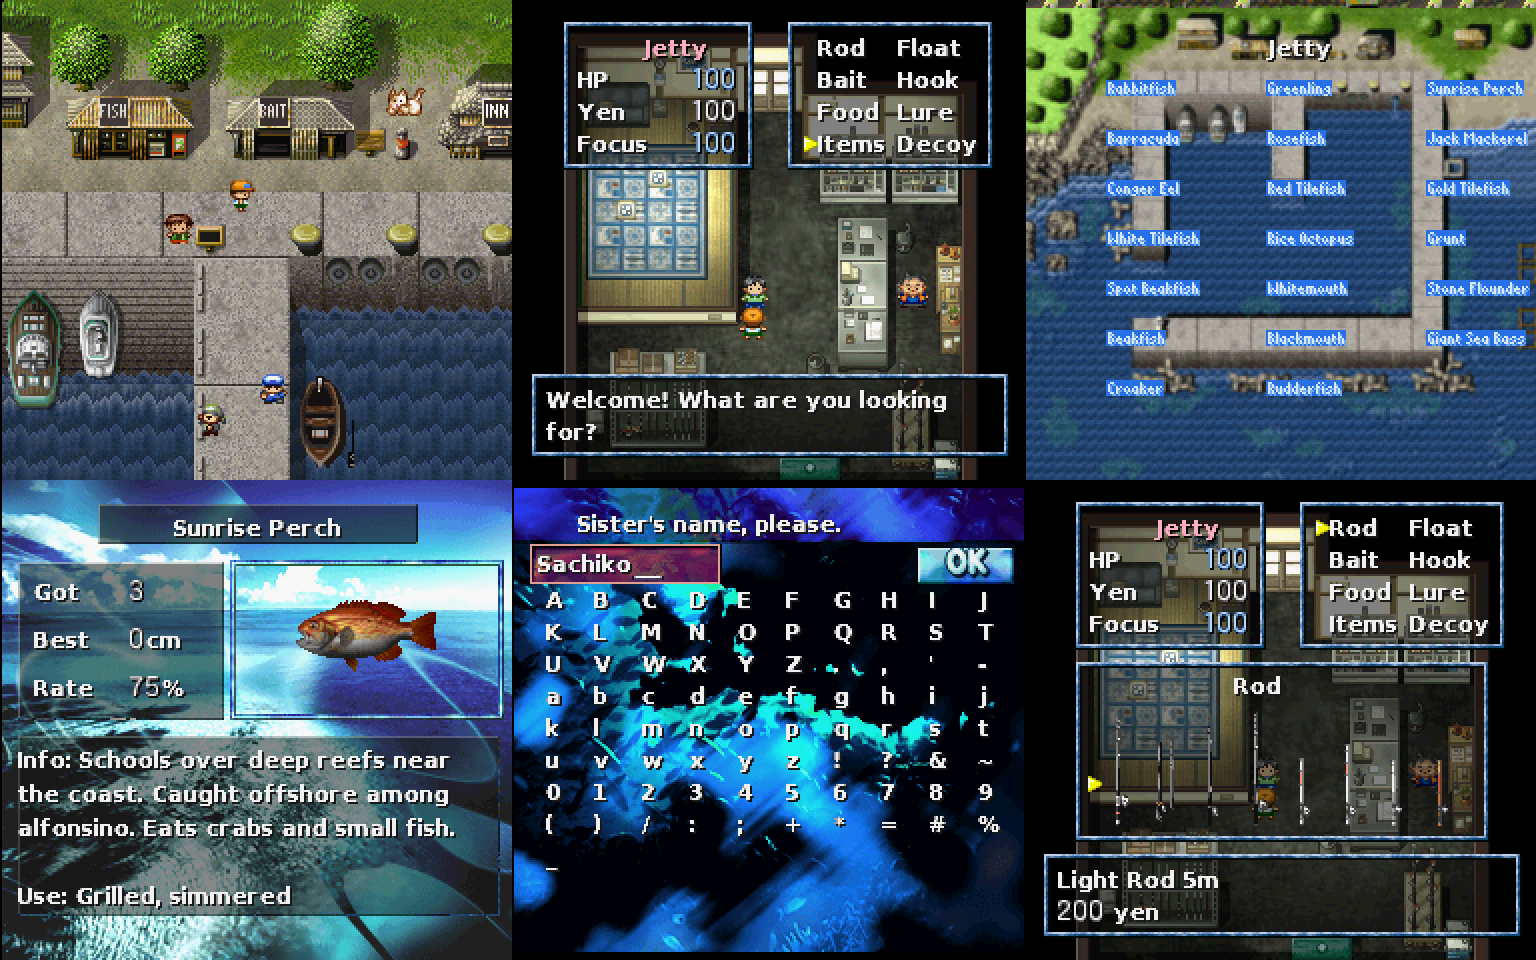 FISH
BAIT
INN
Jetty
HP 100
Yen 100
Focus 100
Rod Float
Bait Hook
Food Lure
Items Decoy
Welcome! What are you looking
for?
Jetty
Rabbitfish Greenling Sunrise Perch
Barracuda Rosefish Jack Mackerel
Conger Eel Red Tilefish Gold Tilefish
White Tilefish Rice Octopus Grunt
Spot Beakfish Whitemouth Stone Flounder
Beakfish Blackmouth Giant Sea Bass
Croaker Rudderfish
Sunrise Perch
Got 3
Best 0cm
Rate 75%
Info: Schools over deep reefs near
the coast. Caught offshore among
alfonsino. Eats crabs and small fish.
Use: Grilled, simmered
Sister's name, please.
Sachiko__ OK
A B C D E F G H I J
K L M N O P Q R S T
U V W X Y Z . , ' -
a b c d e f g h i j
k l m n o p q r s t
u v w x y z ! ? & ~
0 1 2 3 4 5 6 7 8 9
( ) / : ; + * = # %
_
Jetty
HP 100
Yen 100
Focus 100
Rod Float
Bait Hook
Food Lure
Items Decoy
Rod
Light Rod 5m
200 yen